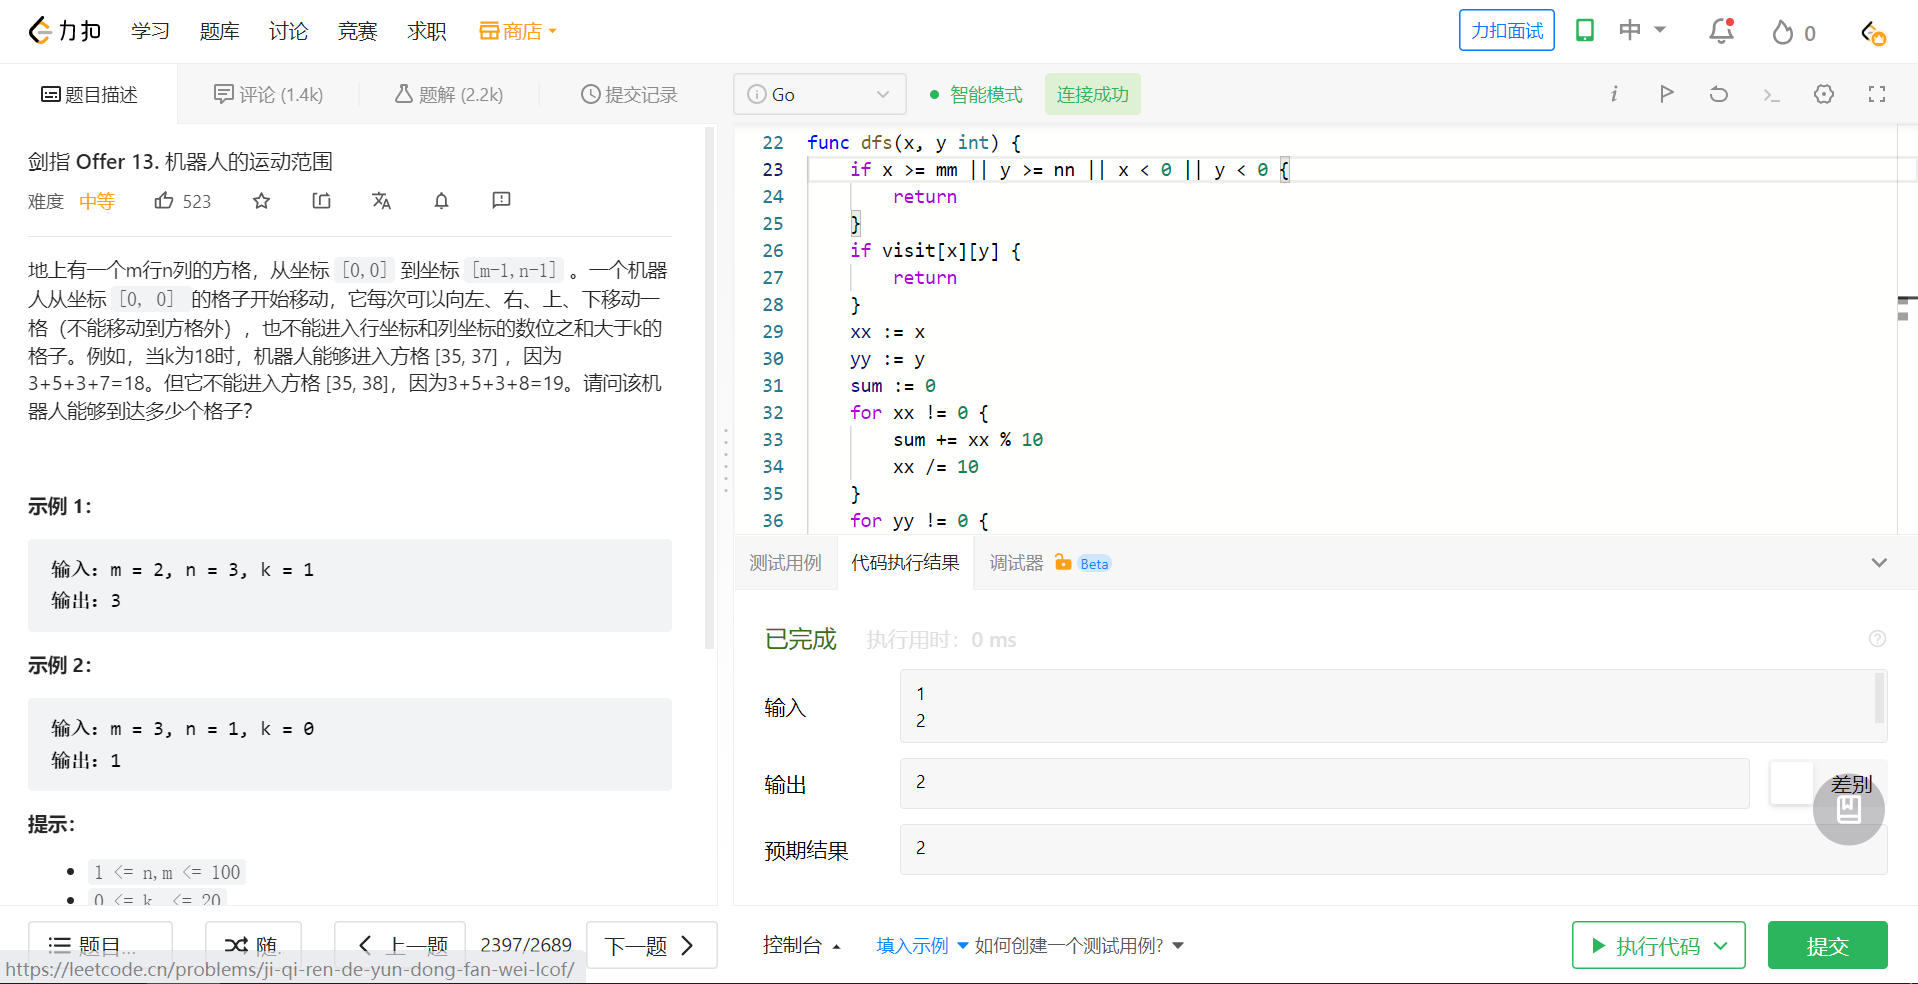 力扣 学习 题库 讨论 竞赛 求职 商店 力扣面试 中 0
题目描述 评论 (1.4k) 题解 (2.2k) 提交记录 Go 智能模式 连接成功
剑指 Offer 13. 机器人的运动范围
难度 中等 523
地上有一个m行n列的方格，从坐标 [0,0] 到坐标 [m-1,n-1] 。一个机器
人从坐标 [0, 0] 的格子开始移动，它每次可以向左、右、上、下移动一
格（不能移动到方格外），也不能进入行坐标和列坐标的数位之和大于k的
格子。例如，当k为18时，机器人能够进入方格 [35, 37] ，因为
3+5+3+7=18。但它不能进入方格 [35, 38]，因为3+5+3+8=19。请问该机
器人能够到达多少个格子？
示例 1：
输入：m = 2, n = 3, k = 1
输出：3
示例 2：
输入：m = 3, n = 1, k = 0
输出：1
提示：
1 <= n,m <= 100
0 <= k <= 20
题目... 随. 上一题 2397/2689 下一题
https://leetcode.cn/problems/ji-qi-ren-de-yun-dong-fan-wei-lcof/
22 func dfs(x, y int) {
23 if x >= mm || y >= nn || x < 0 || y < 0 {
24 return
25 }
26 if visit[x][y] {
27 return
28 }
29 xx := x
30 yy := y
31 sum := 0
32 for xx != 0 {
33 sum += xx % 10
34 xx /= 10
35 }
36 for yy != 0 {
测试用例 代码执行结果 调试器 Beta
已完成 执行用时：0 ms
输入
1
2
输出 2 差别
预期结果 2
控制台 填入示例 如何创建一个测试用例? 执行代码 提交